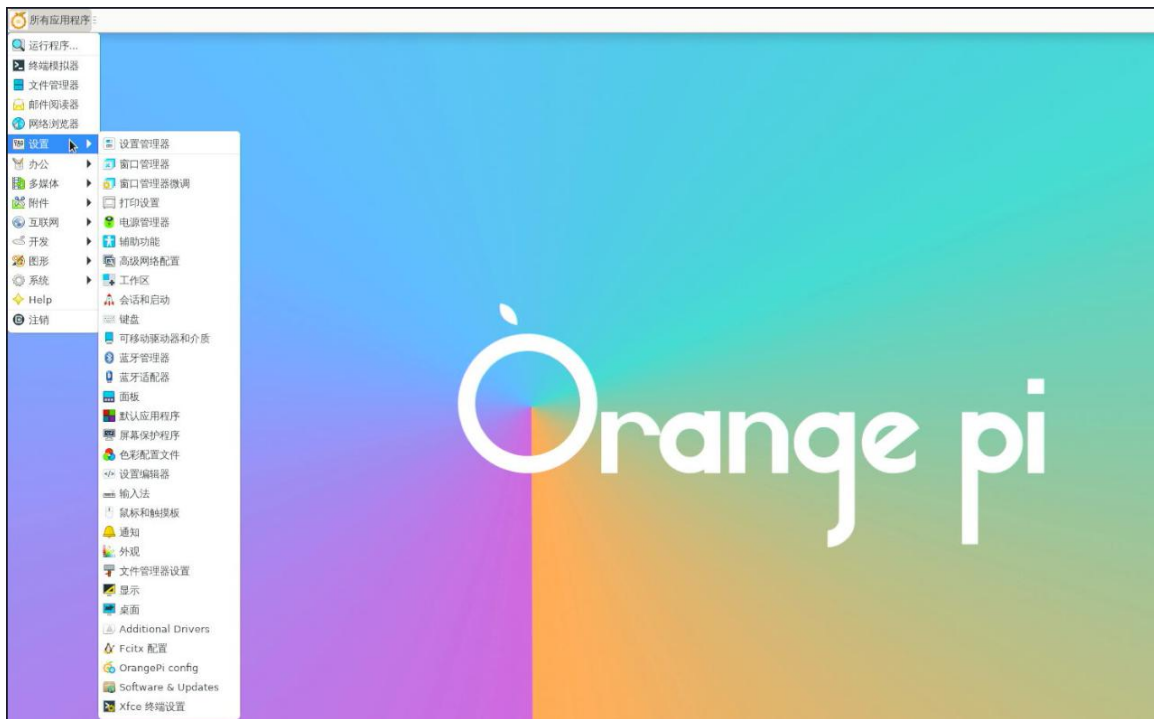 所有应用程序
运行程序...
终端模拟器
文件管理器
邮件阅读器
网络浏览器
设置
办公
多媒体
附件
互联网
开发
图形
系统
Help
注销
设置管理器
窗口管理器
窗口管理器微调
打印设置
电源管理器
辅助功能
高级网络配置
工作区
会话和启动
键盘
可移动驱动器和介质
蓝牙管理器
蓝牙适配器
面板
默认应用程序
屏幕保护程序
色彩配置文件
设置编辑器
输入法
鼠标和触摸板
通知
外观
文件管理器设置
显示
桌面
Additional Drivers
Fcitx 配置
OrangePi config
Software & Updates
Xfce 终端设置
Orange pi